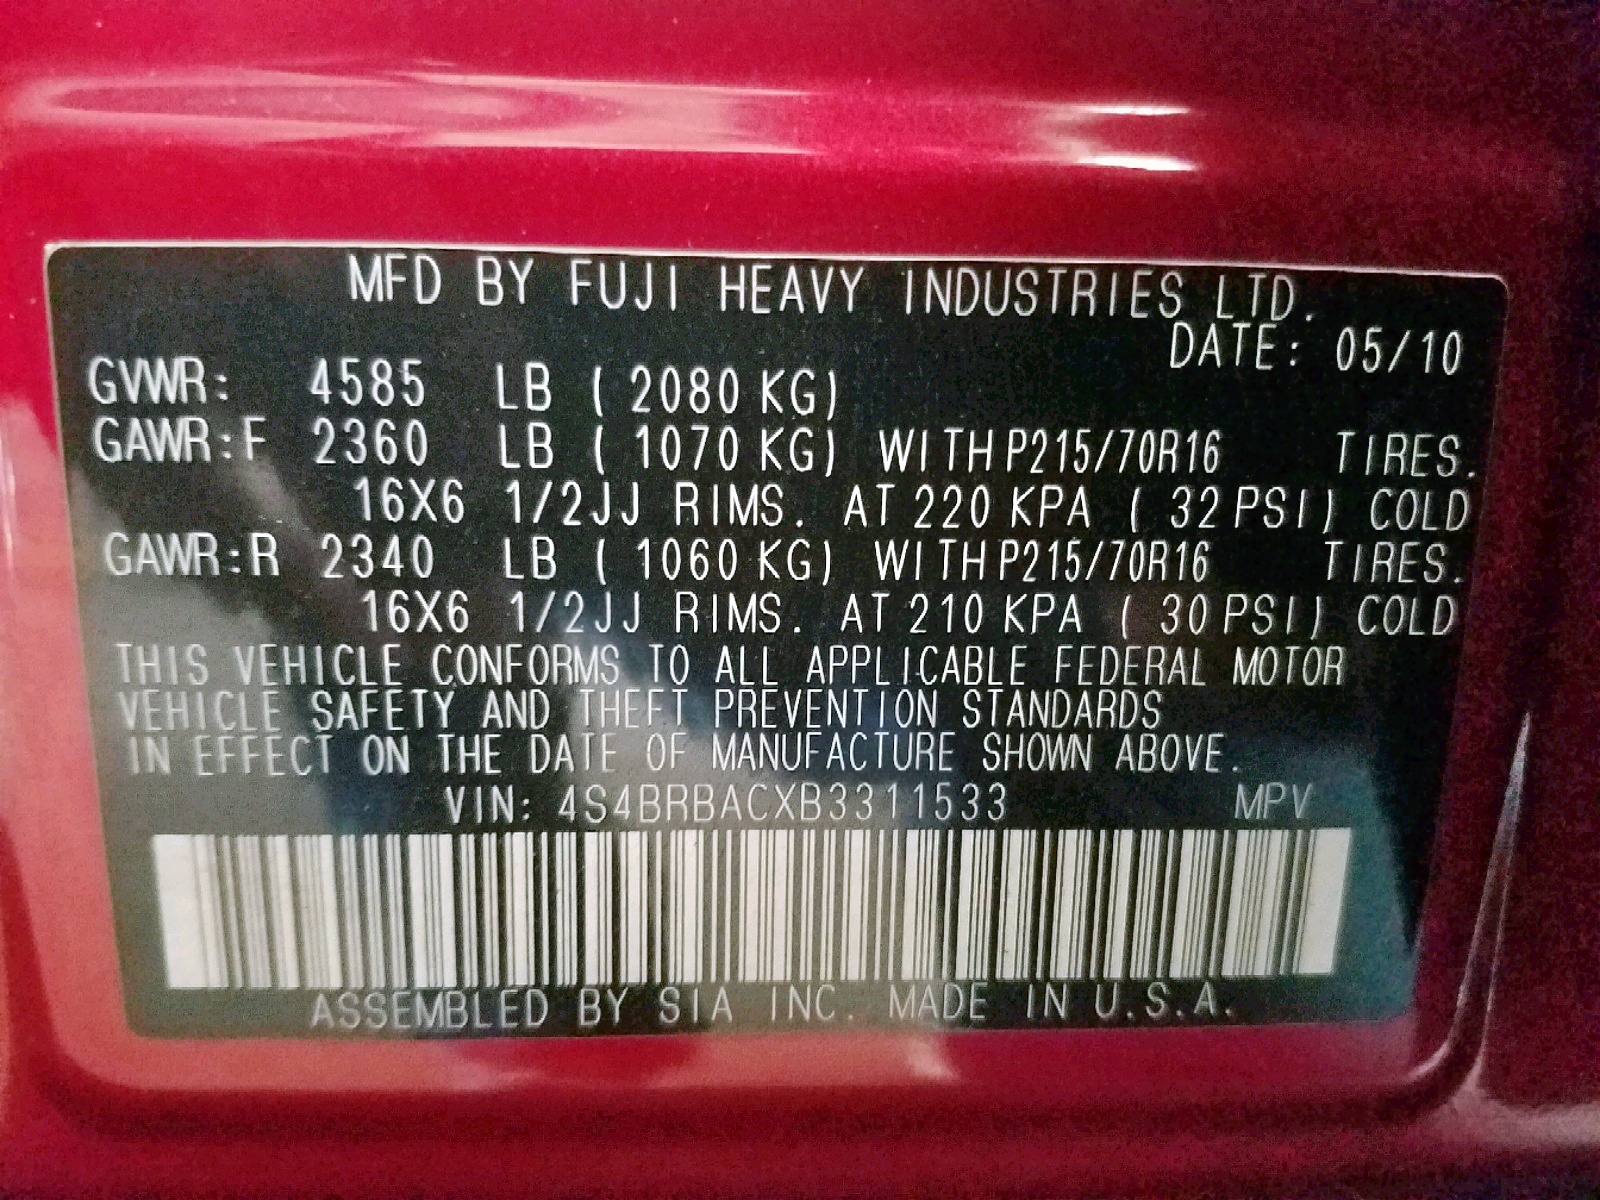 MFD BY FUJI HEAVY INDUSTRIES LTD.
DATE: 05/10
GVWR: 4585 LB ( 2080 KG)
GAWR:F 2360 LB ( 1070 KG) WITH P215/70R16 TIRES.
16X6 1/2JJ RIMS. AT 220 KPA ( 32 PSI) COLD
GAWR:R 2340 LB ( 1060 KG) WITH P215/70R16 TIRES.
16X6 1/2JJ RIMS. AT 210 KPA ( 30 PSI) COLD
THIS VEHICLE CONFORMS TO ALL APPLICABLE FEDERAL MOTOR
VEHICLE SAFETY AND THEFT PREVENTION STANDARDS
IN EFFECT ON THE DATE OF MANUFACTURE SHOWN ABOVE.
VIN: 4S4BRBACXB3311533 MPV
ASSEMBLED BY SIA INC. MADE IN U.S.A.